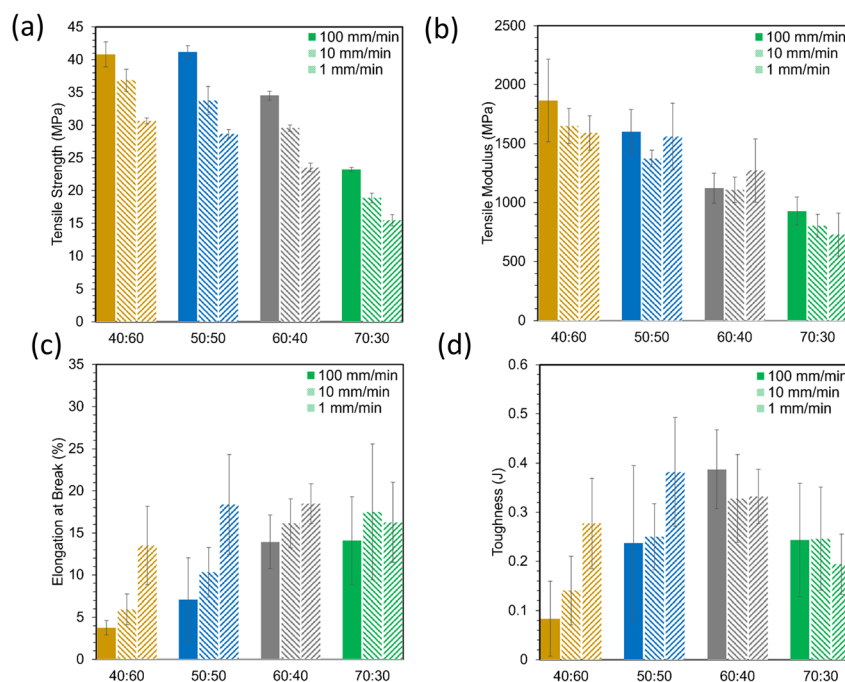 (a)
45
40
35
30
25
20
15
10
5
0
Tensile Strength (MPa)
100 mm/min
10 mm/min
1 mm/min
40:60 50:50 60:40 70:30
(b)
2500
2000
1500
1000
500
0
Tensile Modulus (MPa)
100 mm/min
10 mm/min
1 mm/min
40:60 50:50 60:40 70:30
(c)
35
30
25
20
15
10
5
0
Elongation at Break (%)
100 mm/min
10 mm/min
1 mm/min
40:60 50:50 60:40 70:30
(d)
0.6
0.5
0.4
0.3
0.2
0.1
0
Toughness (J)
100 mm/min
10 mm/min
1 mm/min
40:60 50:50 60:40 70:30